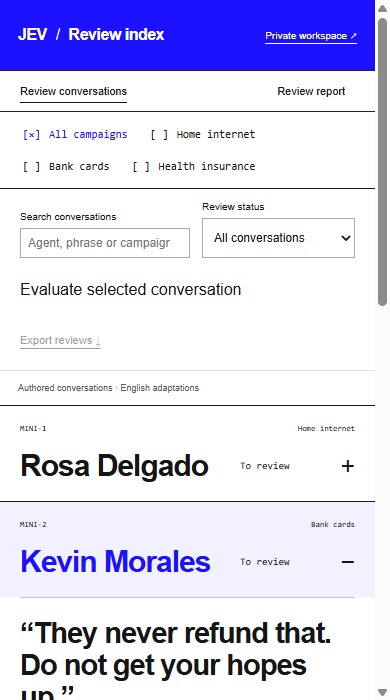 JEV / Review index
Private workspace ↗
Review conversations
Review report
[×] All campaigns [ ] Home internet
[ ] Bank cards [ ] Health insurance
Search conversations
Review status
Agent, phrase or campaigr
All conversations
Evaluate selected conversation
Export reviews ↓
Authored conversations · English adaptations
MINI-1
Home internet
Rosa Delgado
To review
+
MINI-2
Bank cards
Kevin Morales
To review
−
“They never refund that.
Do not get your hopes
up.”